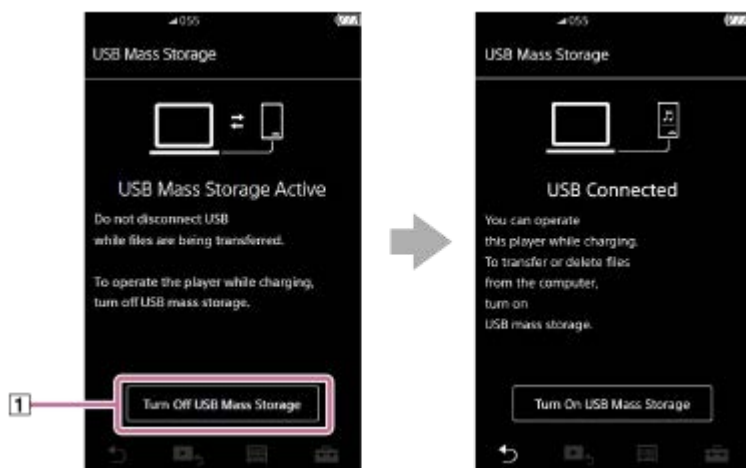 055
USB Mass Storage
USB Mass Storage Active
Do not disconnect USB
while files are being transferred.
To operate the player while charging,
turn off USB mass storage.
1
Turn Off USB Mass Storage
055
USB Mass Storage
USB Connected
You can operate
this player while charging.
To transfer or delete files
from the computer,
turn on
USB mass storage.
Turn On USB Mass Storage